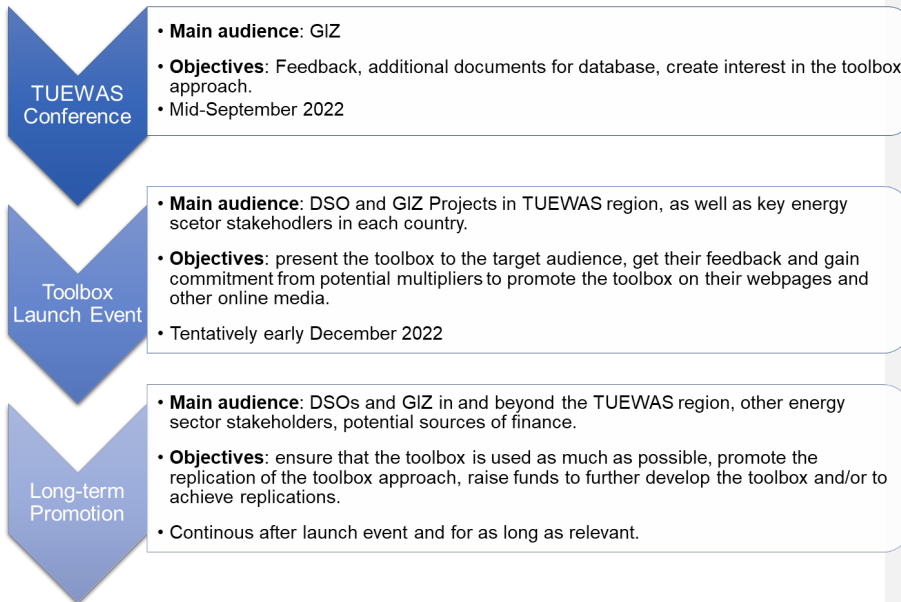 TUEWAS
Conference
• Main audience: GIZ
• Objectives: Feedback, additional documents for database, create interest in the toolbox
approach.
• Mid-September 2022
Toolbox
Launch Event
• Main audience: DSO and GIZ Projects in TUEWAS region, as well as key energy
scetor stakehodlers in each country.
• Objectives: present the toolbox to the target audience, get their feedback and gain
commitment from potential multipliers to promote the toolbox on their webpages and
other online media.
• Tentatively early December 2022
Long-term
Promotion
• Main audience: DSOs and GIZ in and beyond the TUEWAS region, other energy
sector stakeholders, potential sources of finance.
• Objectives: ensure that the toolbox is used as much as possible, promote the
replication of the toolbox approach, raise funds to further develop the toolbox and/or to
achieve replications.
• Continous after launch event and for as long as relevant.